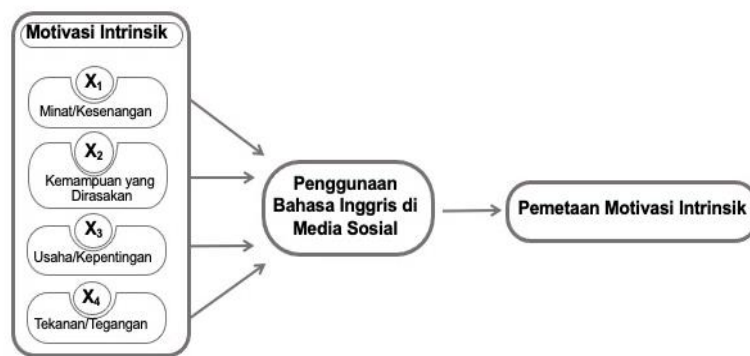 Motivasi Intrinsik
X1
Minat/Kesenangan
X2
Kemampuan yang
Dirasakan
X3
Usaha/Kepentingan
X4
Tekanan/Tegangan
Penggunaan
Bahasa Inggris di
Media Sosial
Pemetaan Motivasi Intrinsik